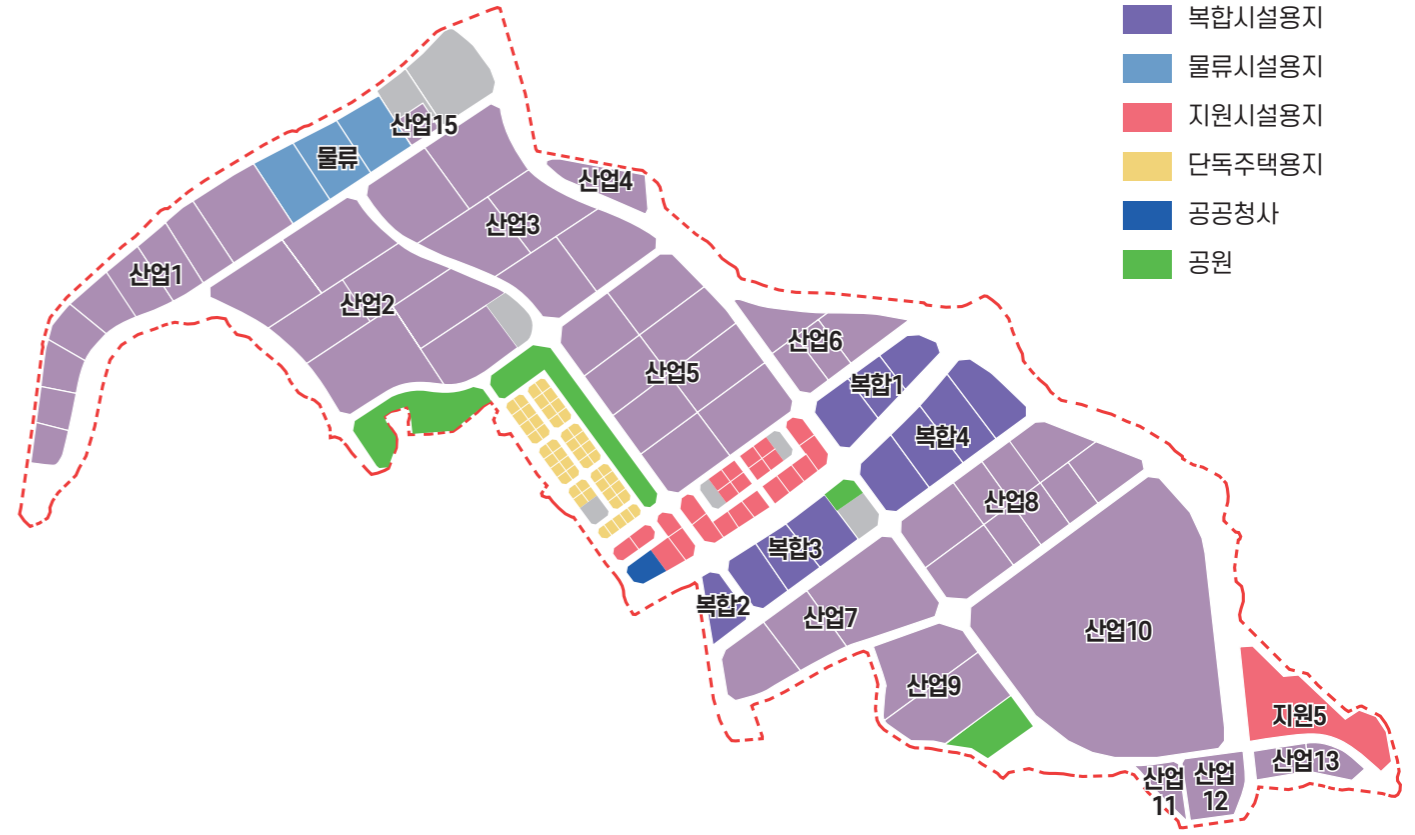 복합시설용지
물류시설용지
지원시설용지
단독주택용지
공공청사
공원
산업15
물류
산업4
산업3
산업1
산업2
산업6
산업5
복합1
복합4
산업8
복합3
복합2
산업7
산업10
산업9
지원5
산업13
산업
11
산업
12